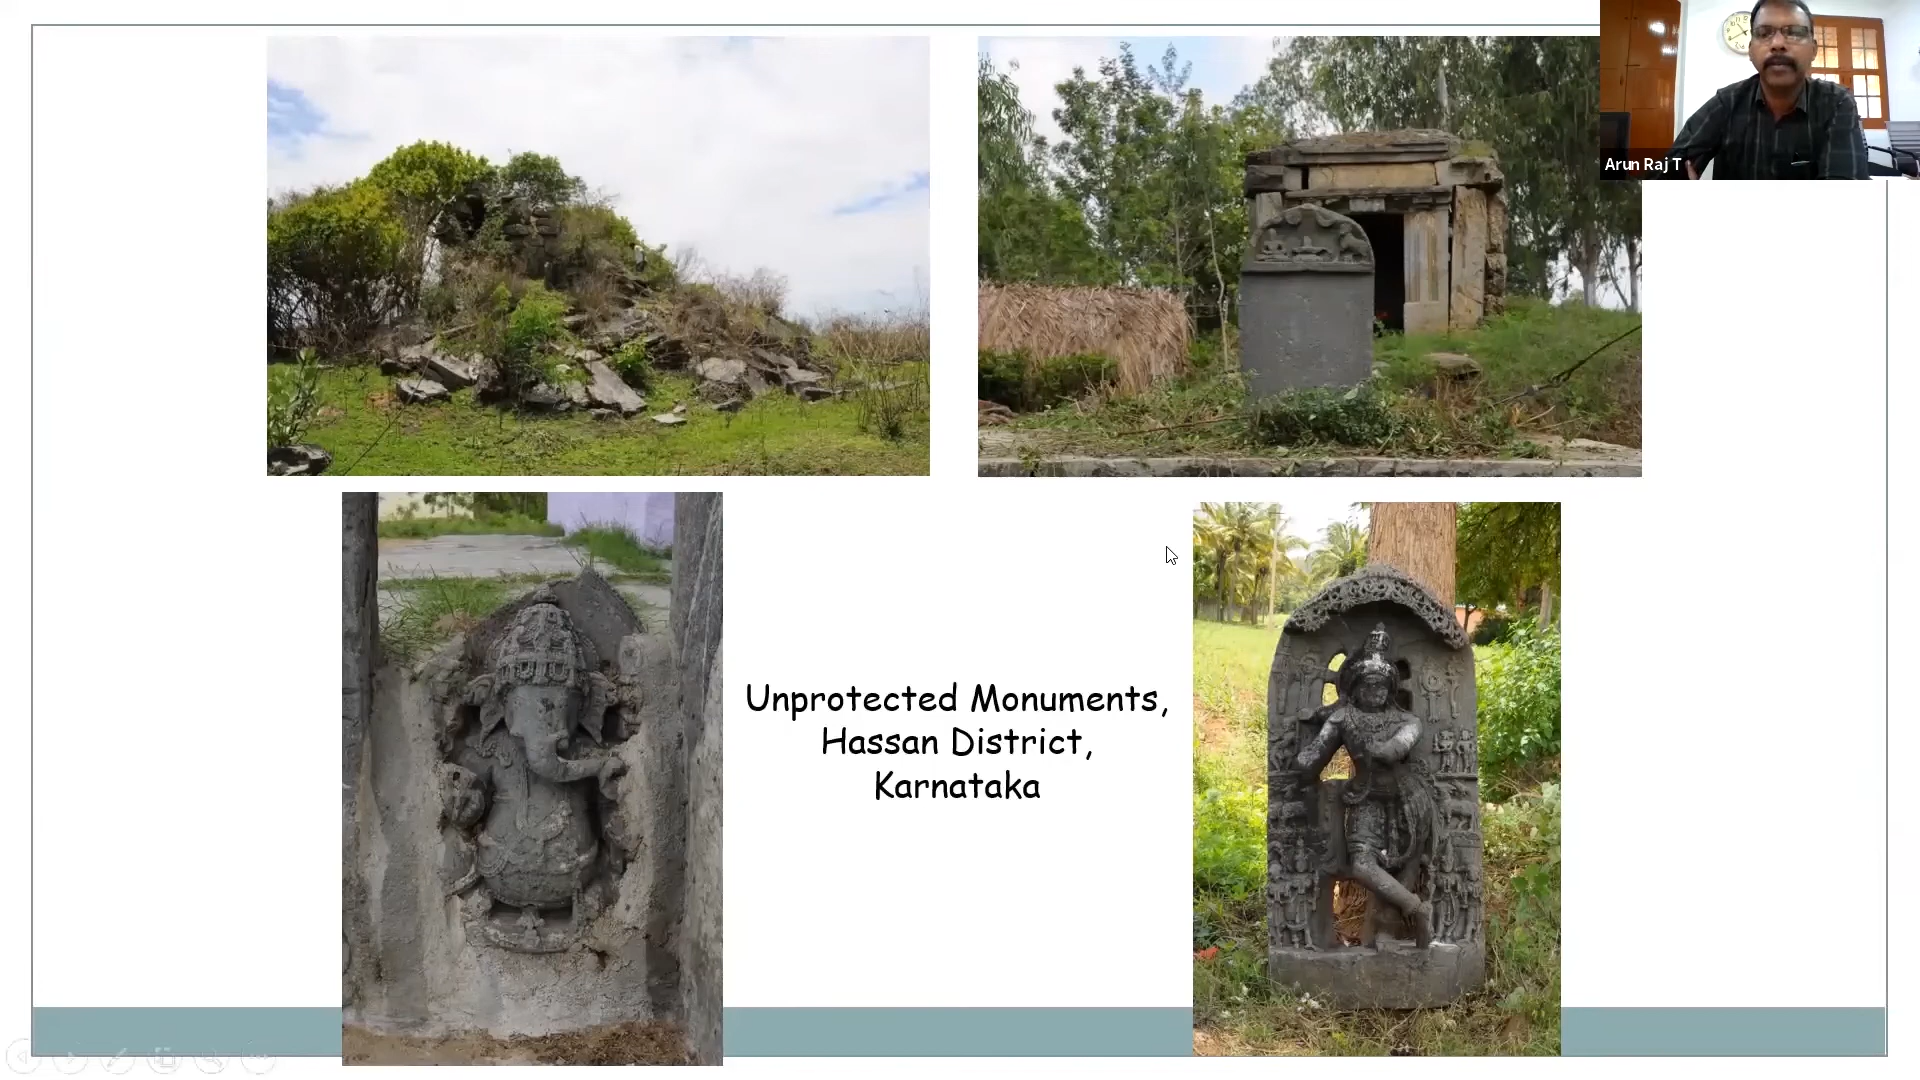 Arun Raj T
Unprotected Monuments,
Hassan District,
Karnataka